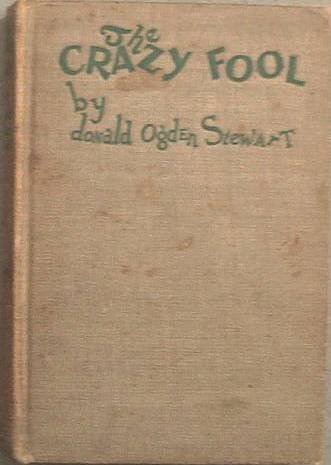 The
CRAZY FOOL
by
donald Ogden Stewart